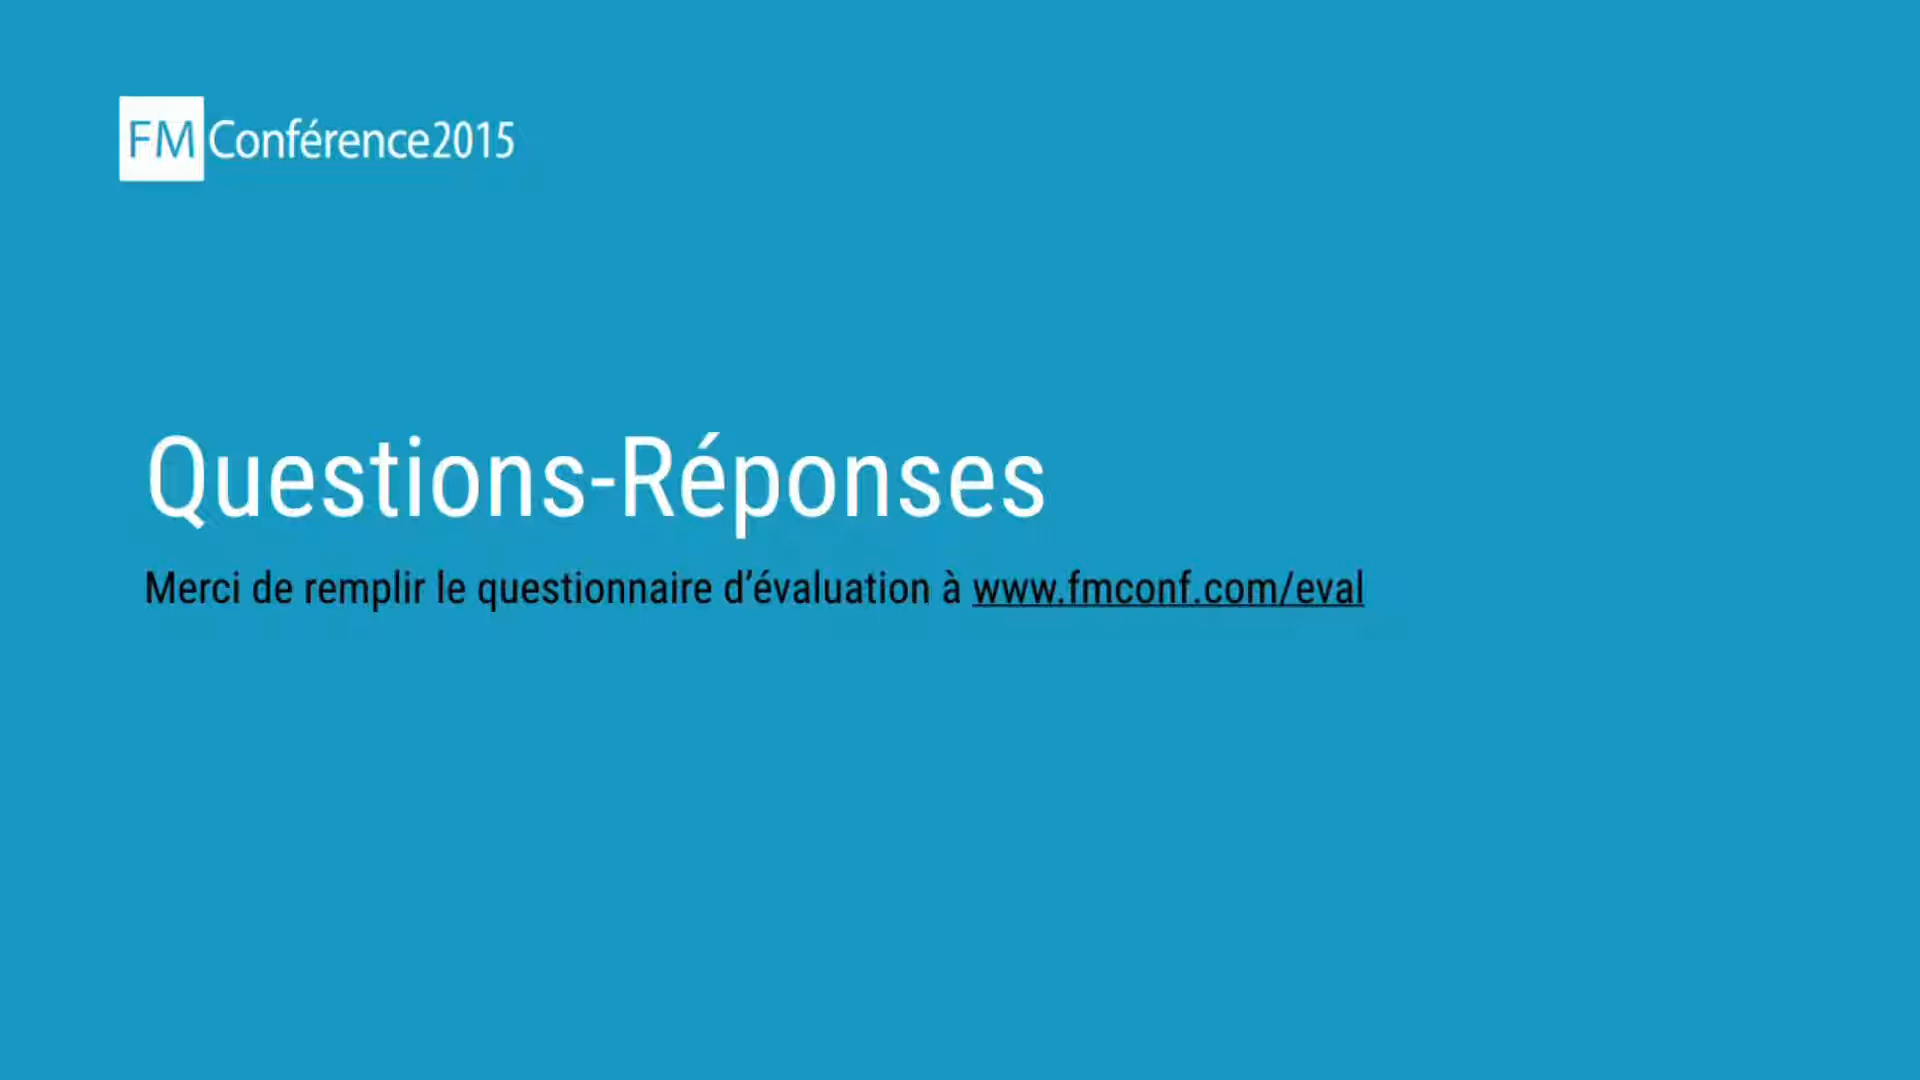 FM Conférence2015
Questions-Réponses
Merci de remplir le questionnaire d’évaluation à www.fmconf.com/eval